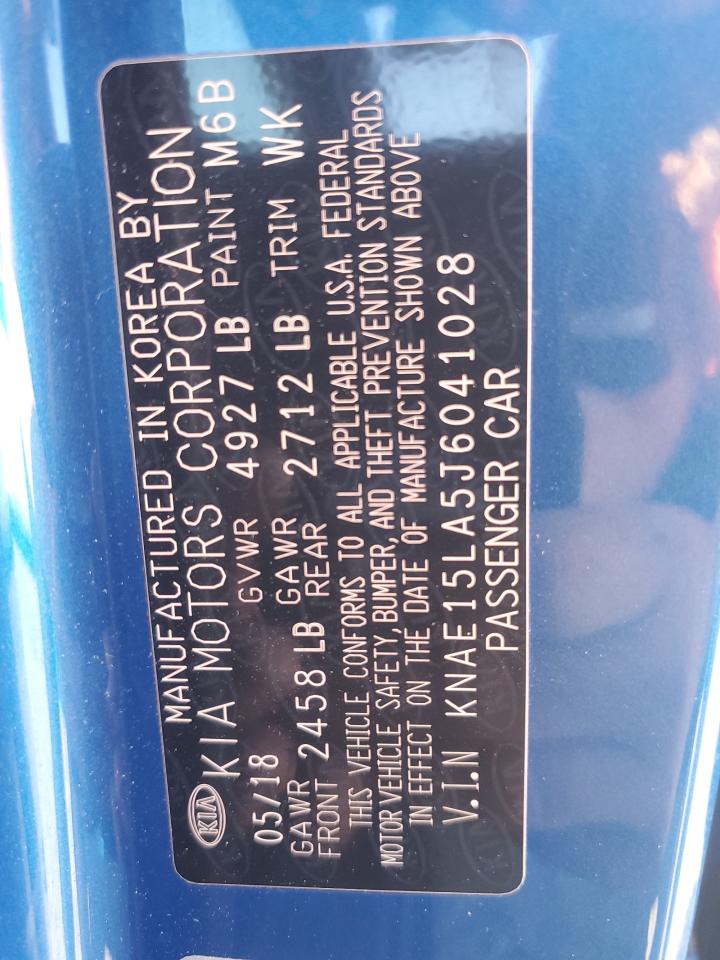 MANUFACTURED IN KOREA BY
KIA KIA MOTORS CORPORATION
05/18 GVWR 4927 LB PAINT M6B
GAWR FRONT 2458 LB GAWR REAR 2712 LB TRIM WK
THIS VEHICLE CONFORMS TO ALL APPLICABLE U.S.A. FEDERAL
MOTOR VEHICLE SAFETY, BUMPER, AND THEFT PREVENTION STANDARDS
IN EFFECT ON THE DATE OF MANUFACTURE SHOWN ABOVE
V.I.N KNAE15LA5J6041028
PASSENGER CAR